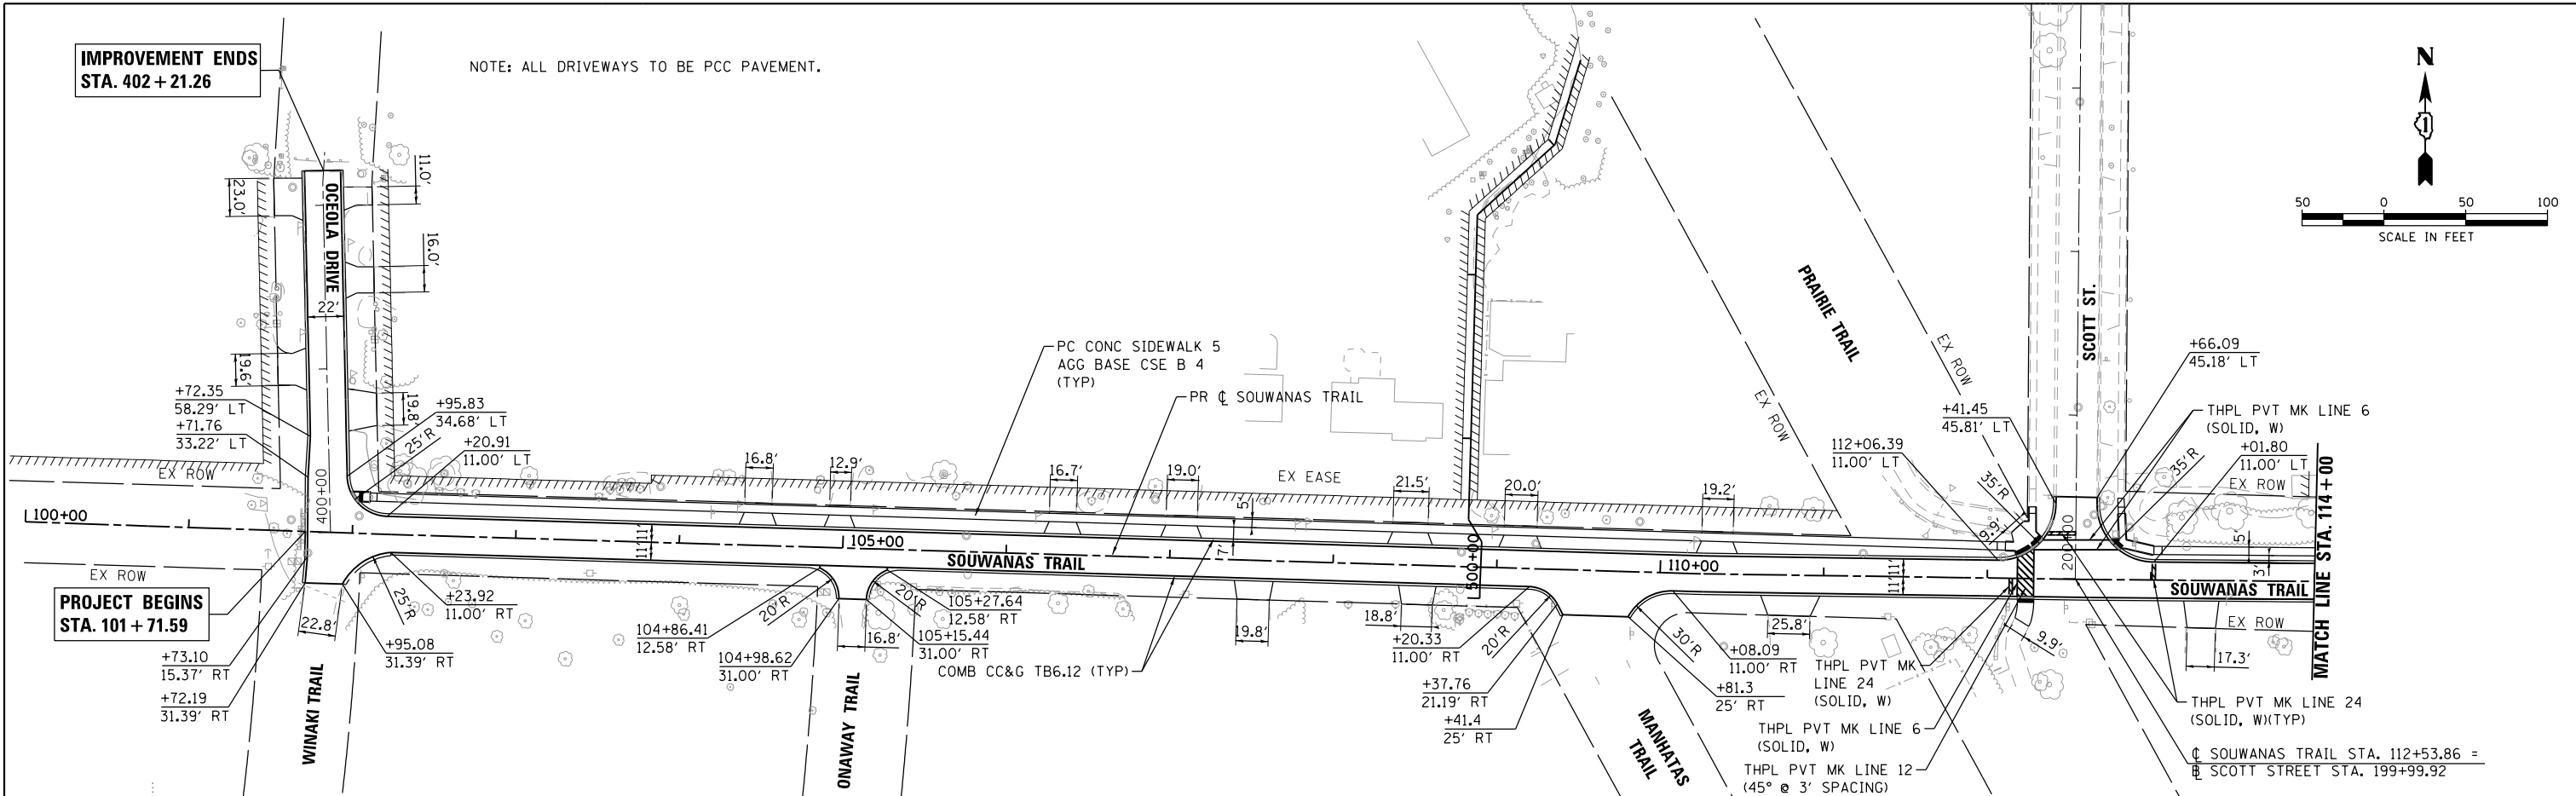 IMPROVEMENT ENDS
STA. 402+21.26
NOTE: ALL DRIVEWAYS TO BE PCC PAVEMENT.
N
1
50 0 50 100
SCALE IN FEET
23.0'
OCEOLA DRIVE
11.0'
16.0'
22'
19.6'
19.8'
+72.35
58.29' LT
+71.76
33.22' LT
+95.83
34.68' LT
25'R
+20.91
11.00' LT
PC CONC SIDEWALK 5
AGG BASE CSE B 4
(TYP)
PR ℄ SOUWANAS TRAIL
PRAIRIE TRAIL
EX ROW
EX ROW
SCOTT ST.
+66.09
45.18' LT
+41.45
45.81' LT
THPL PVT MK LINE 6
(SOLID, W)
+01.80
11.00' LT
112+06.39
11.00' LT
35'R
35'R
9.9'
EX ROW
EX ROW
400+00
16.8'
12.9'
16.7'
19.0'
5'
EX EASE
21.5'
20.0'
19.2'
100+00
11' 11'
105+00
SOUWANAS TRAIL
7'
500+00
110+00
11' 11'
200+00
5'
3'
SOUWANAS TRAIL
MATCH LINE STA. 114+00
EX ROW
PROJECT BEGINS
STA. 101+71.59
22.8'
25'R
+23.92
11.00' RT
+95.08
31.39' RT
+73.10
15.37' RT
+72.19
31.39' RT
WINAKI TRAIL
20'R
20'R
104+86.41
12.58' RT
104+98.62
31.00' RT
105+27.64
12.58' RT
105+15.44
31.00' RT
16.8'
ONAWAY TRAIL
COMB CC&G TB6.12 (TYP)
19.8'
18.8'
+20.33
11.00' RT
20'R
+37.76
21.19' RT
+41.4
25' RT
30'R
+08.09
11.00' RT
+81.3
25' RT
MANHATAS
TRAIL
25.8'
THPL PVT MK
LINE 24
(SOLID, W)
THPL PVT MK LINE 6
(SOLID, W)
THPL PVT MK LINE 12
(45° @ 3' SPACING)
9.9'
EX ROW
17.3'
THPL PVT MK LINE 24
(SOLID, W)(TYP)
℄ SOUWANAS TRAIL STA. 112+53.86 =
BL SCOTT STREET STA. 199+99.92